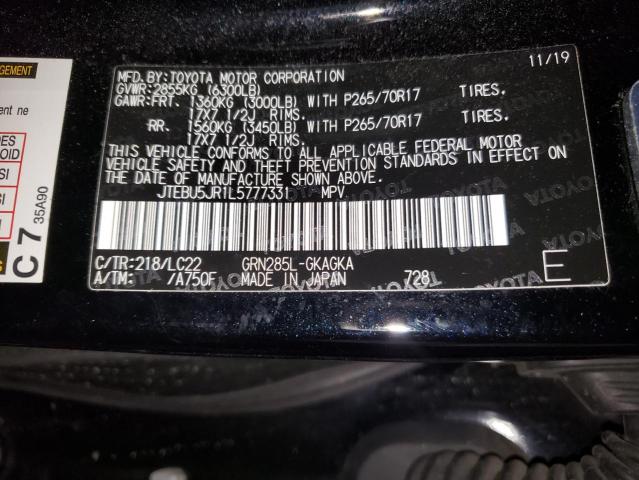 11/19
MFD. BY: TOYOTA MOTOR CORPORATION
GVWR: 2855KG (6300LB)
GAWR: FRT. 1360KG (3000LB) WITH P265/70R17 TIRES.
17X7 1/2J RIMS.
RR. 1560KG (3450LB) WITH P265/70R17 TIRES.
17X7 1/2J RIMS.
THIS VEHICLE CONFORMS TO ALL APPLICABLE FEDERAL MOTOR
VEHICLE SAFETY AND THEFT PREVENTION STANDARDS IN EFFECT ON
THE DATE OF MANUFACTURE SHOWN ABOVE.
JTEBU5JR1L5777331 MPV.
C/TR: 218/LC22 GRN285L-GKAGKA
A/TM: /A750F MADE IN JAPAN 728 E
TOYOTA
C7
35A90
ent ne